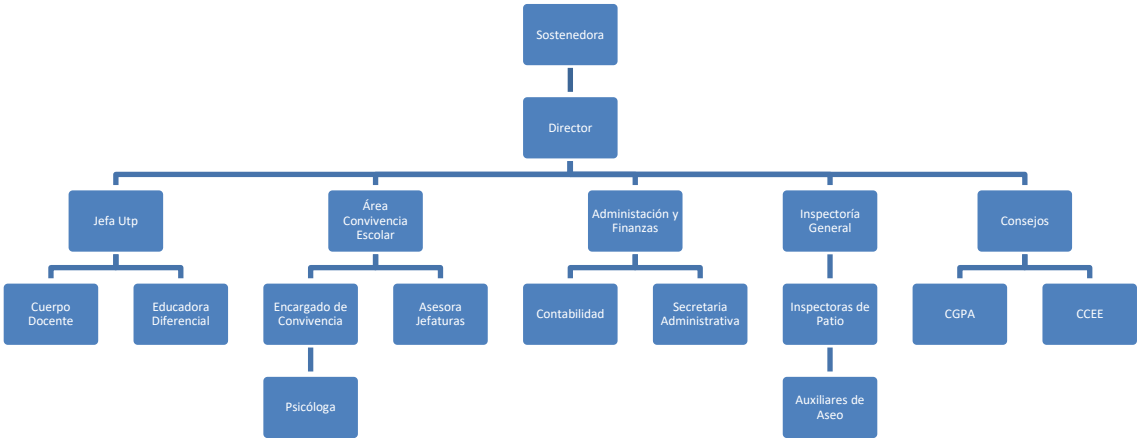 Sostenedora
Director
Jefa Utp
Área
Convivencia
Escolar
Administación y
Finanzas
Inspectoría
General
Consejos
Cuerpo
Docente
Educadora
Diferencial
Encargado de
Convivencia
Asesora
Jefaturas
Contabilidad
Secretaria
Administrativa
Inspectoras de
Patio
CGPA
CCEE
Psicóloga
Auxiliares de
Aseo